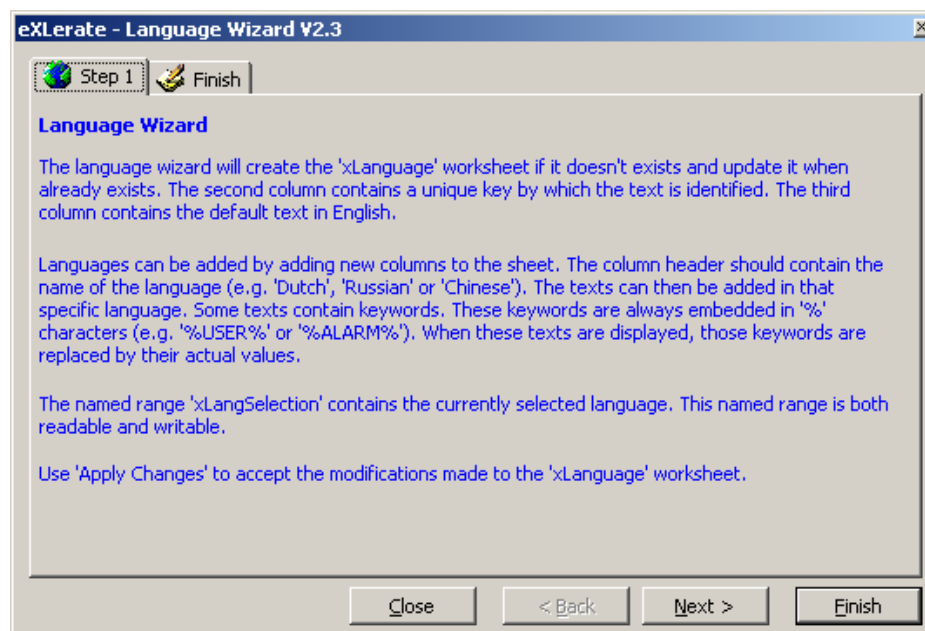 eXLerate - Language Wizard V2.3
Step 1
Finish
Language Wizard
The language wizard will create the 'xLanguage' worksheet if it doesn't exists and update it when
already exists. The second column contains a unique key by which the text is identified. The third
column contains the default text in English.
Languages can be added by adding new columns to the sheet. The column header should contain the
name of the language (e.g. 'Dutch', 'Russian' or 'Chinese'). The texts can then be added in that
specific language. Some texts contain keywords. These keywords are always embedded in '%'
characters (e.g. '%USER%' or '%ALARM%'). When these texts are displayed, those keywords are
replaced by their actual values.
The named range 'xLangSelection' contains the currently selected language. This named range is both
readable and writable.
Use 'Apply Changes' to accept the modifications made to the 'xLanguage' worksheet.
Close
< Back
Next >
Finish